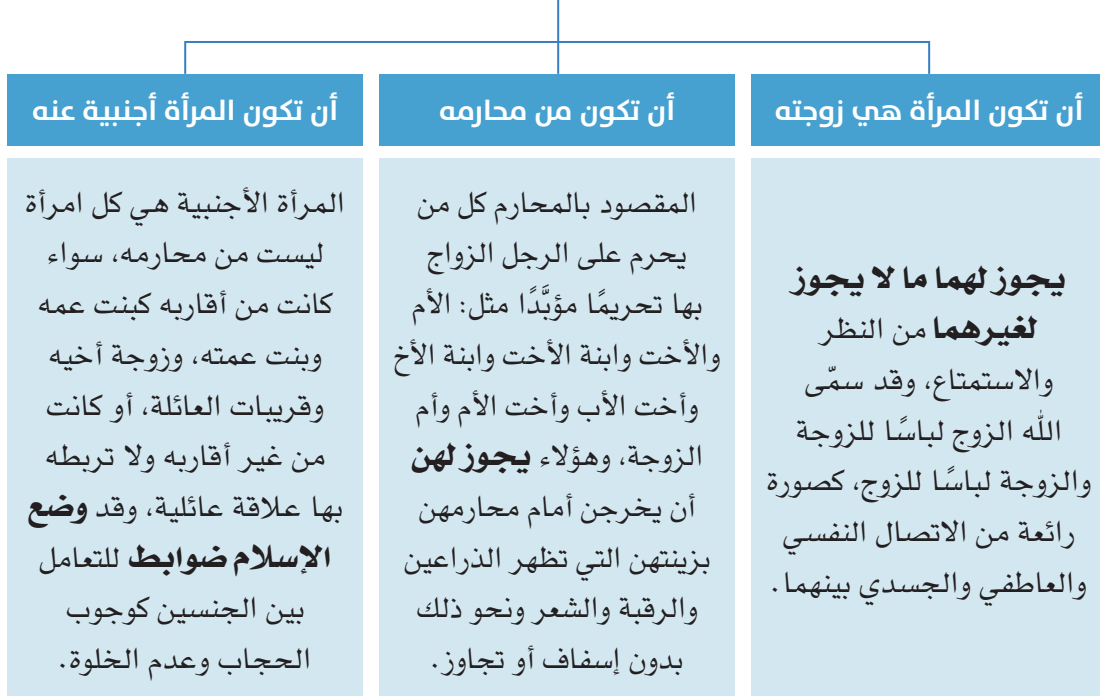 أن تكون المرأة هي زوجته
يجوز لهما ما لا يجوز
لغيرهما من النظر
والاستمتاع، وقد سمّى
الله الزوج لباسًا للزوجة
والزوجة لباسًا للزوج، كصورة
رائعة من الاتصال النفسي
والعاطفي والجسدي بينهما.
أن تكون من محارمه
المقصود بالمحارم كل من
يحرم على الرجل الزواج
بها تحريمًا مؤبَّدًا مثل: الأم
والأخت وابنة الأخت وابنة الأخ
وأخت الأب وأخت الأم وأم
الزوجة، وهؤلاء يجوز لهن
أن يخرجن أمام محارمهن
بزينتهن التي تظهر الذراعين
والرقبة والشعر ونحو ذلك
بدون إسفاف أو تجاوز.
أن تكون المرأة أجنبية عنه
المرأة الأجنبية هي كل امرأة
ليست من محارمه، سواء
كانت من أقاربه كبنت عمه
وبنت عمته، وزوجة أخيه
وقريبات العائلة، أو كانت
من غير أقاربه ولا تربطه
بها علاقة عائلية، وقد وضع
الإسلام ضوابط للتعامل
بين الجنسين كوجوب
الحجاب وعدم الخلوة.